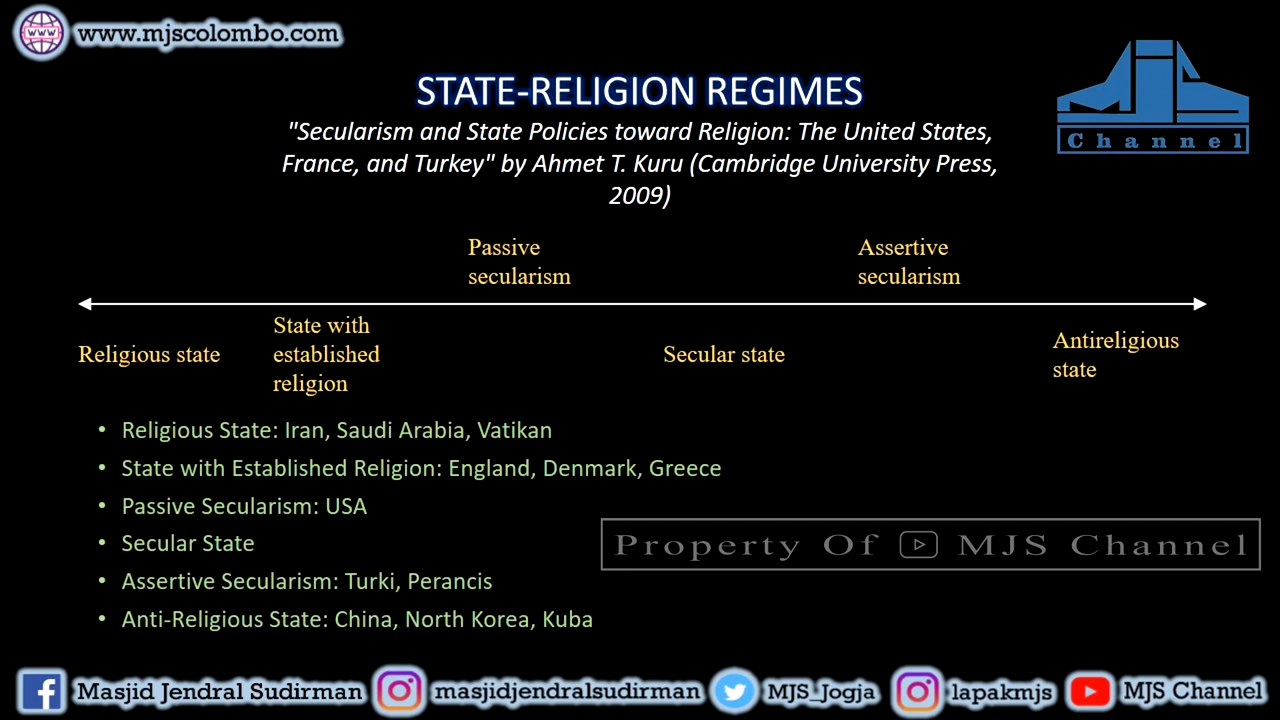 www.mjscolombo.com
MJS
Channel
STATE-RELIGION REGIMES
"Secularism and State Policies toward Religion: The United States,
France, and Turkey" by Ahmet T. Kuru (Cambridge University Press,
2009)
Passive
secularism
Assertive
secularism
Religious state
State with
established
religion
Secular state
Antireligious
state
• Religious State: Iran, Saudi Arabia, Vatikan
• State with Established Religion: England, Denmark, Greece
• Passive Secularism: USA
• Secular State
• Assertive Secularism: Turki, Perancis
• Anti-Religious State: China, North Korea, Kuba
Property Of MJS Channel
Masjid Jendral Sudirman masjidjendralsudirman MJS_Jogja lapakmjs MJS Channel